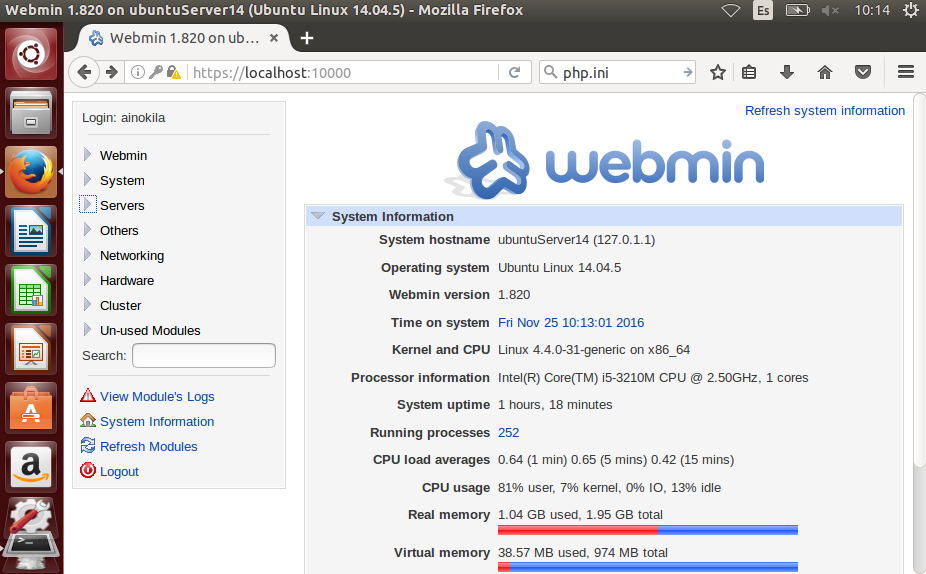 Webmin 1.820 on ubuntuServer14 (Ubuntu Linux 14.04.5) - Mozilla Firefox
Es
10:14
Webmin 1.820 on ub…
https://localhost:10000
php.ini
Login: ainokila
Webmin
System
Servers
Others
Networking
Hardware
Cluster
Un-used Modules
Search:
View Module's Logs
System Information
Refresh Modules
Logout
Refresh system information
webmin
System Information
System hostname ubuntuServer14 (127.0.1.1)
Operating system Ubuntu Linux 14.04.5
Webmin version 1.820
Time on system Fri Nov 25 10:13:01 2016
Kernel and CPU Linux 4.4.0-31-generic on x86_64
Processor information Intel(R) Core(TM) i5-3210M CPU @ 2.50GHz, 1 cores
System uptime 1 hours, 18 minutes
Running processes 252
CPU load averages 0.64 (1 min) 0.65 (5 mins) 0.42 (15 mins)
CPU usage 81% user, 7% kernel, 0% IO, 13% idle
Real memory 1.04 GB used, 1.95 GB total
Virtual memory 38.57 MB used, 974 MB total